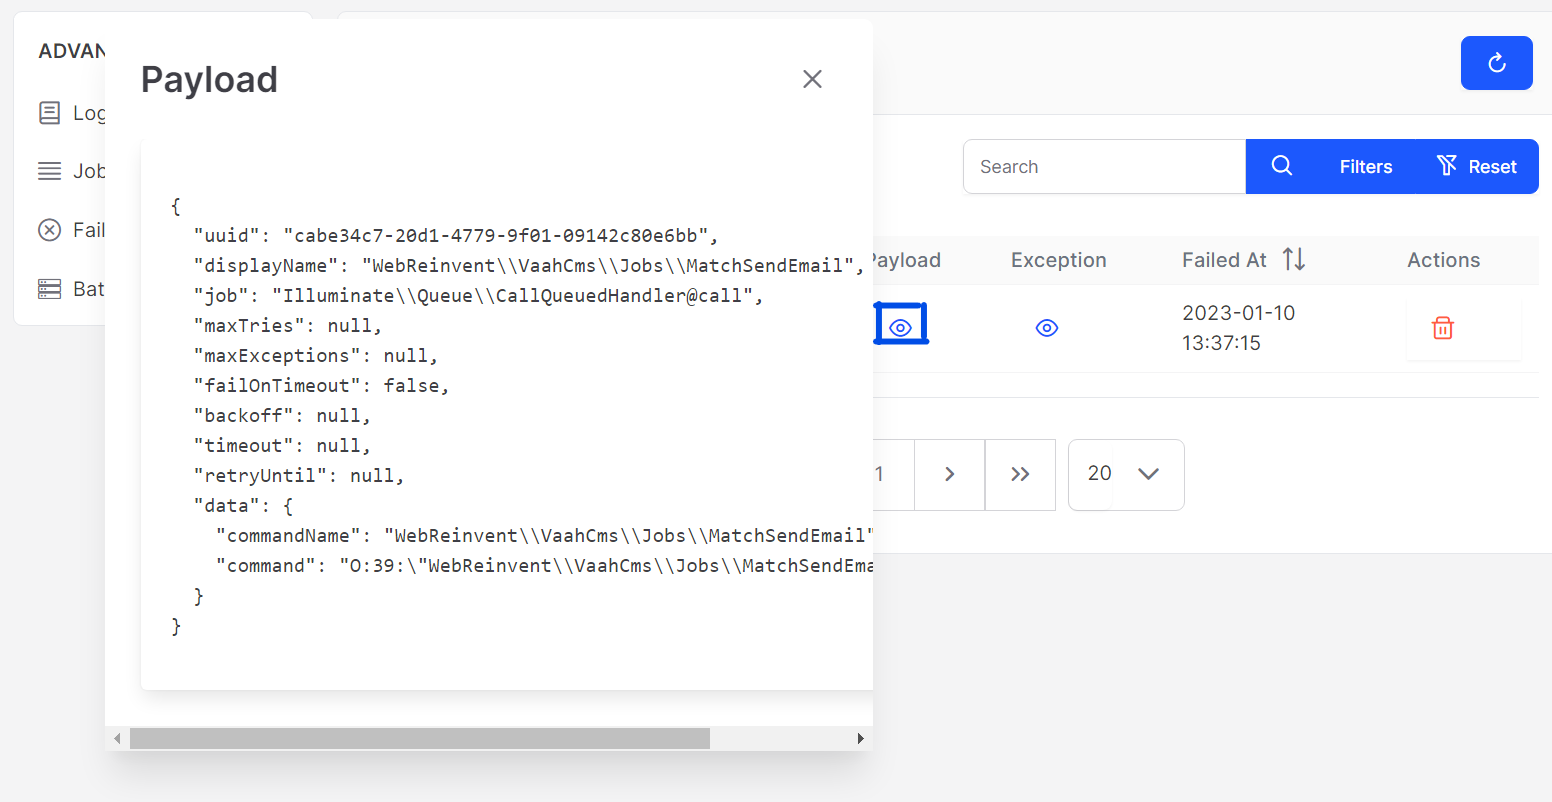 ADVAN
Log
Job
Fail
Bat
Payload
{
"uuid": "cabe34c7-20d1-4779-9f01-09142c80e6bb",
"displayName": "WebReinvent\\VaahCms\\Jobs\\MatchSendEmail",
"job": "Illuminate\\Queue\\CallQueuedHandler@call",
"maxTries": null,
"maxExceptions": null,
"failOnTimeout": false,
"backoff": null,
"timeout": null,
"retryUntil": null,
"data": {
"commandName": "WebReinvent\\VaahCms\\Jobs\\MatchSendEmail"
"command": "O:39:\"WebReinvent\\VaahCms\\Jobs\\MatchSendEma
}
}
Search Filters Reset
Payload Exception Failed At Actions
2023-01-10
13:37:15
1 20